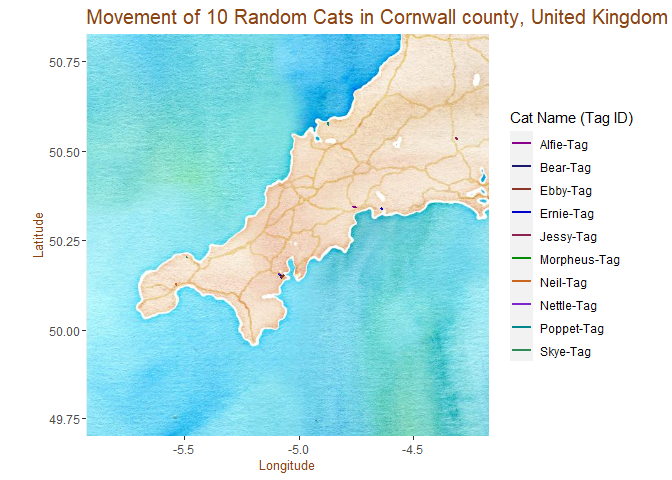 Movement of 10 Random Cats in Cornwall county, United Kingdom
50.75
50.50
50.25
50.00
49.75
Latitude
-5.5
-5.0
-4.5
Longitude
Cat Name (Tag ID)
Alfie-Tag
Bear-Tag
Ebby-Tag
Ernie-Tag
Jessy-Tag
Morpheus-Tag
Neil-Tag
Nettle-Tag
Poppet-Tag
Skye-Tag